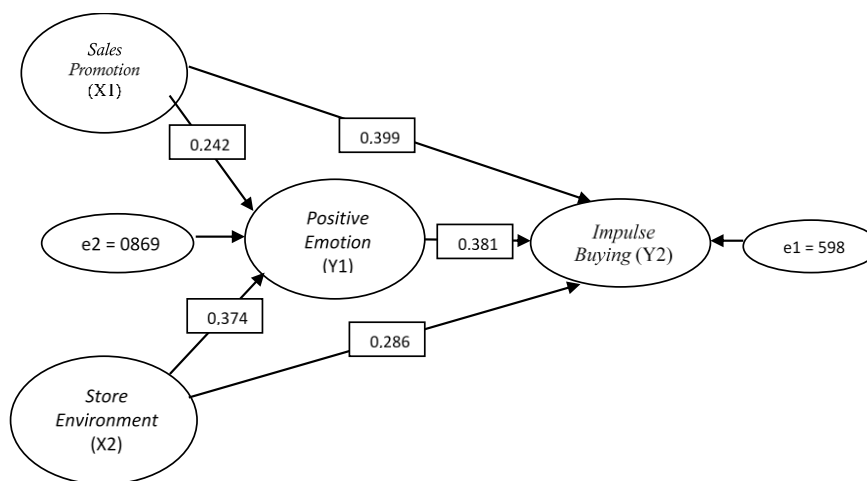 Sales
Promotion
(X1)
0,242
0,399
e2 = 0869
Positive
Emotion
(Y1)
0.381
Impulse
Buying (Y2)
e1 = 598
0,374
0,286
Store
Environment
(X2)